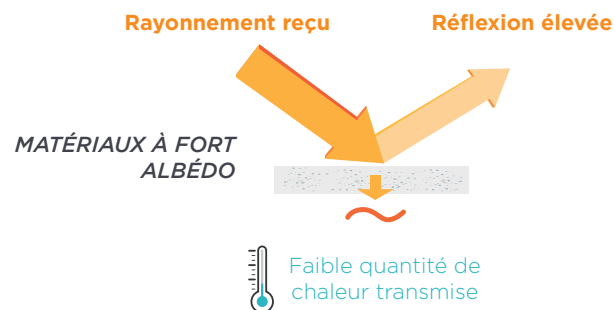 Rayonnement reçu
Réflexion élevée
MATÉRIAUX À FORT
ALBÉDO
Faible quantité de
chaleur transmise